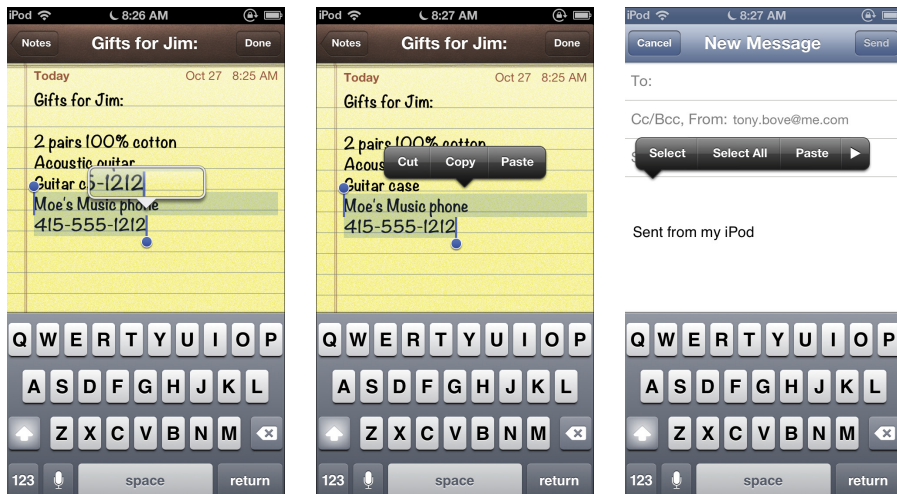 iPod 8:26 AM
Notes Gifts for Jim: Done
Today Oct 27 8:25 AM
Gifts for Jim:
2 pairs 100% cotton
Acoustic guitar
Guitar c
5-1212
Moe's Music phone
415-555-1212
Q W E R T Y U I O P
A S D F G H J K L
Z X C V B N M
123 space return
iPod 8:27 AM
Notes Gifts for Jim: Done
Today Oct 27 8:25 AM
Gifts for Jim:
2 pairs 100% cotton
Cut Copy Paste
Acous
Guitar case
Moe's Music phone
415-555-1212
Q W E R T Y U I O P
A S D F G H J K L
Z X C V B N M
123 space return
iPod 8:27 AM
Cancel New Message Send
To:
Cc/Bcc, From: tony.bove@me.com
Select Select All Paste
Sent from my iPod
Q W E R T Y U I O P
A S D F G H J K L
Z X C V B N M
123 space return